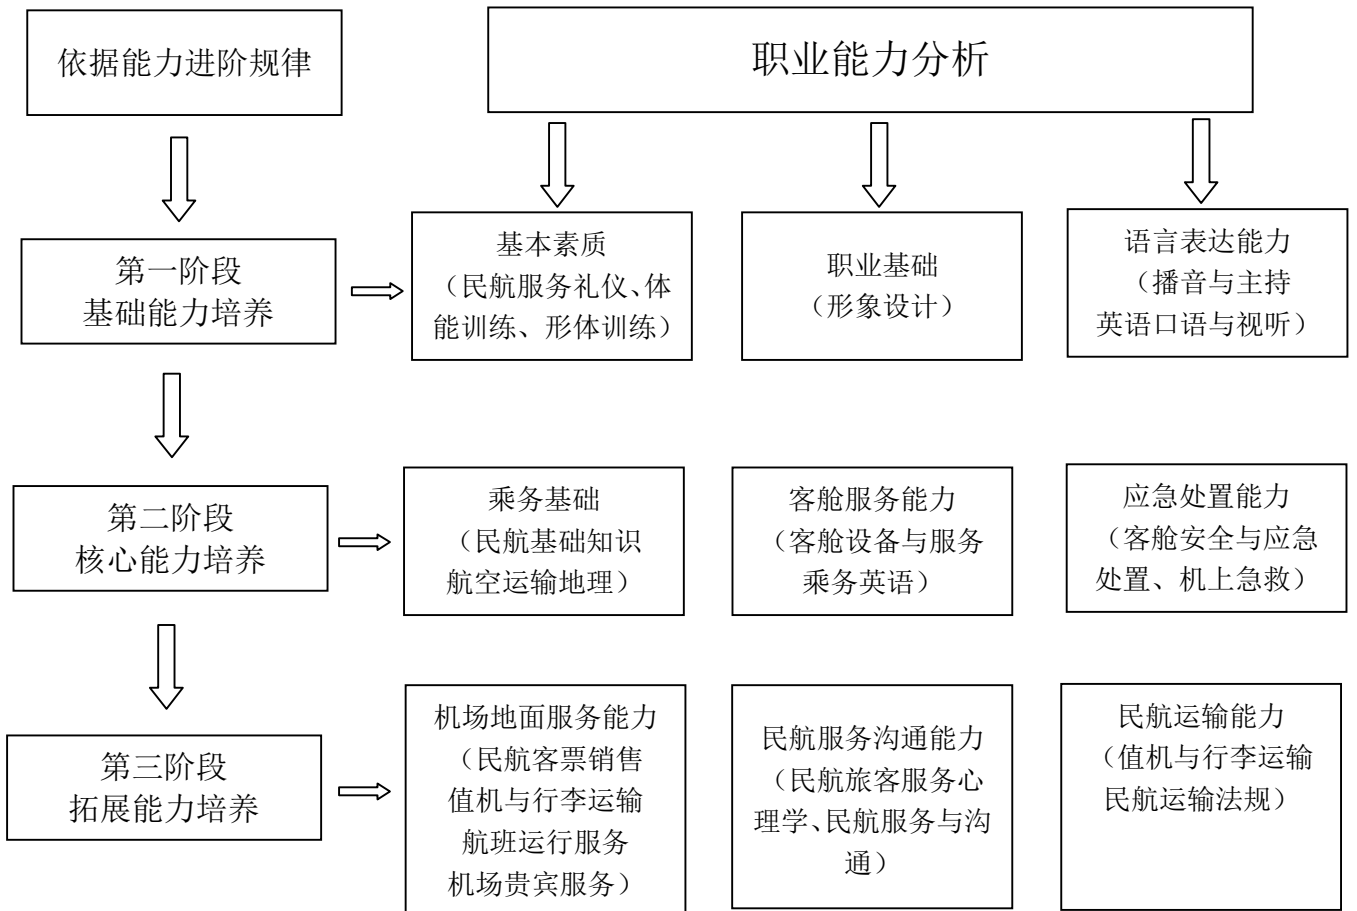 依据能力进阶规律
职业能力分析
第一阶段
基础能力培养
基本素质
（民航服务礼仪、体
能训练、形体训练）
职业基础
（形象设计）
语言表达能力
（播音与主持
英语口语与视听）
第二阶段
核心能力培养
乘务基础
（民航基础知识
航空运输地理）
客舱服务能力
（客舱设备与服务
乘务英语）
应急处置能力
（客舱安全与应急
处置、机上急救）
第三阶段
拓展能力培养
机场地面服务能力
（民航客票销售
值机与行李运输
航班运行服务
机场贵宾服务）
民航服务沟通能力
（民航旅客服务心
理学、民航服务与沟
通）
民航运输能力
（值机与行李运输
民航运输法规）